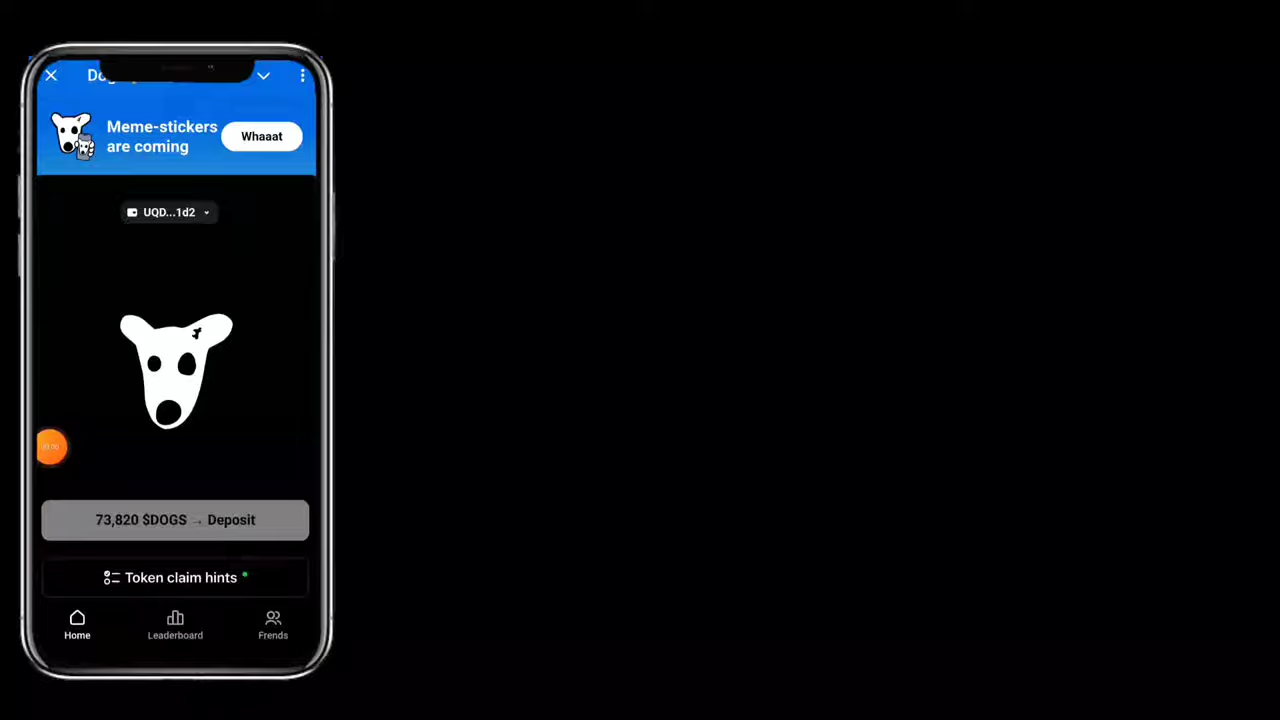 Meme-stickers
are coming
Whaaat
UQD...1d2
73,820 $DOGS → Deposit
Token claim hints
Home
Leaderboard
Frends